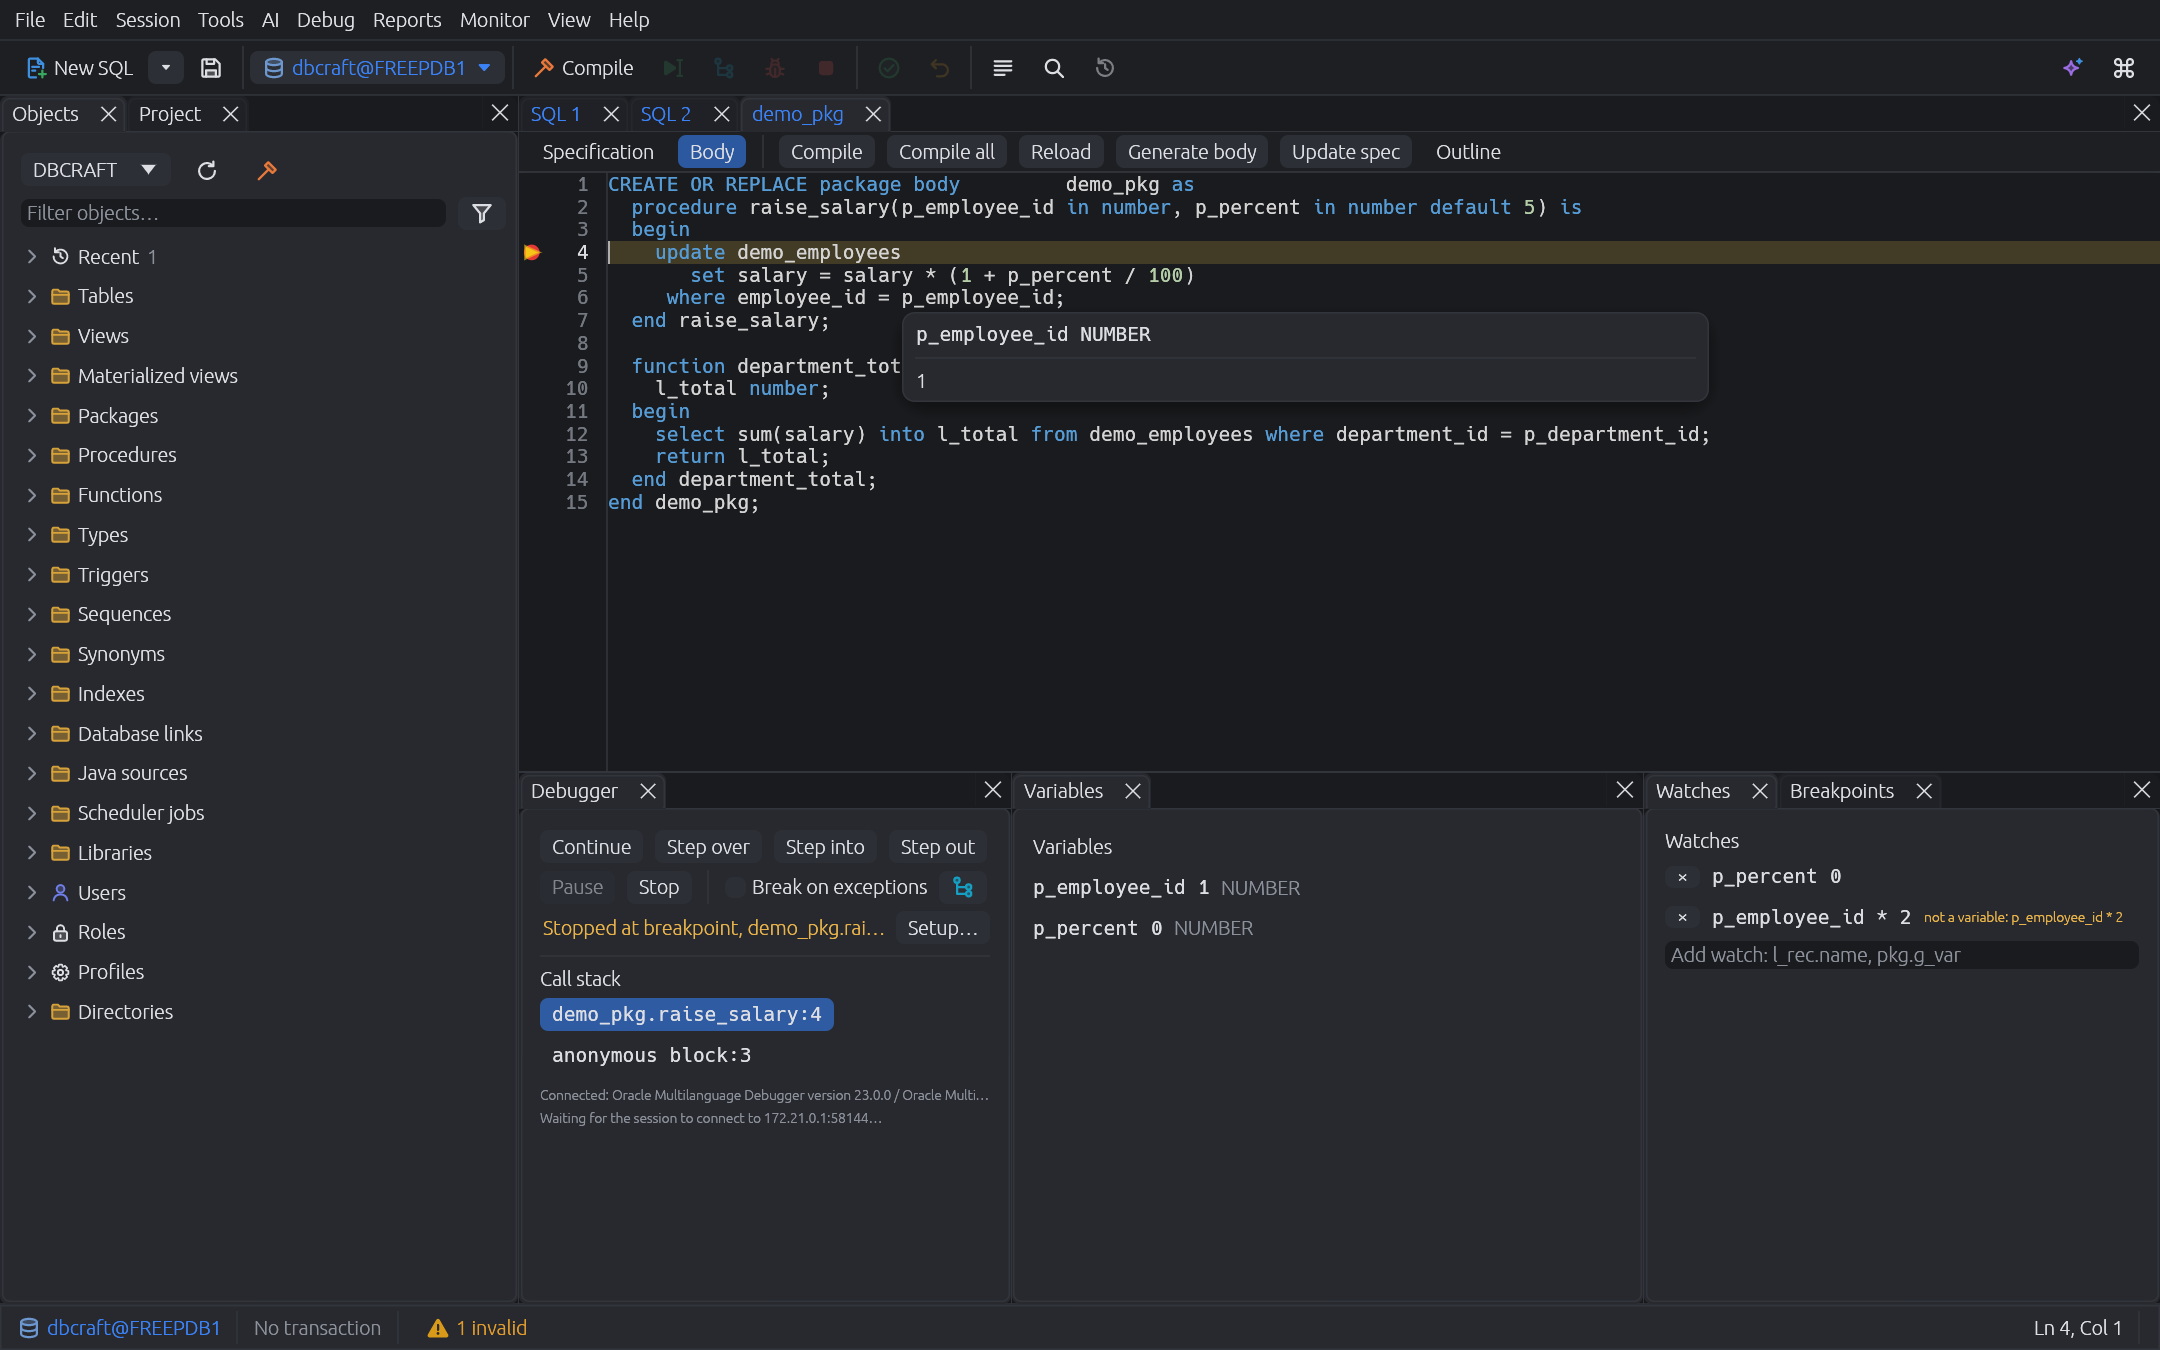 File Edit Session Tools AI Debug Reports Monitor View Help
New SQL dbcraft@FREEPDB1 Compile
Objects Project
DBCRAFT
Filter objects...
Recent 1
Tables
Views
Materialized views
Packages
Procedures
Functions
Types
Triggers
Sequences
Synonyms
Indexes
Database links
Java sources
Scheduler jobs
Libraries
Users
Roles
Profiles
Directories
SQL 1 SQL 2 demo_pkg
Specification Body Compile Compile all Reload Generate body Update spec Outline
1 CREATE OR REPLACE package body demo_pkg as
2 procedure raise_salary(p_employee_id in number, p_percent in number default 5) is
3 begin
4 update demo_employees
5 set salary = salary * (1 + p_percent / 100)
6 where employee_id = p_employee_id;
7 end raise_salary;
8
9 function department_tot
10 l_total number;
11 begin
12 select sum(salary) into l_total from demo_employees where department_id = p_department_id;
13 return l_total;
14 end department_total;
15 end demo_pkg;
p_employee_id NUMBER
1
Debugger
Continue Step over Step into Step out
Pause Stop Break on exceptions
Stopped at breakpoint, demo_pkg.rai... Setup...
Call stack
demo_pkg.raise_salary:4
anonymous block:3
Connected: Oracle Multilanguage Debugger version 23.0.0 / Oracle Multi...
Waiting for the session to connect to 172.21.0.1:58144...
Variables
Variables
p_employee_id 1 NUMBER
p_percent 0 NUMBER
Watches Breakpoints
Watches
× p_percent 0
× p_employee_id * 2 not a variable: p_employee_id * 2
Add watch: l_rec.name, pkg.g_var
dbcraft@FREEPDB1 No transaction 1 invalid Ln 4, Col 1